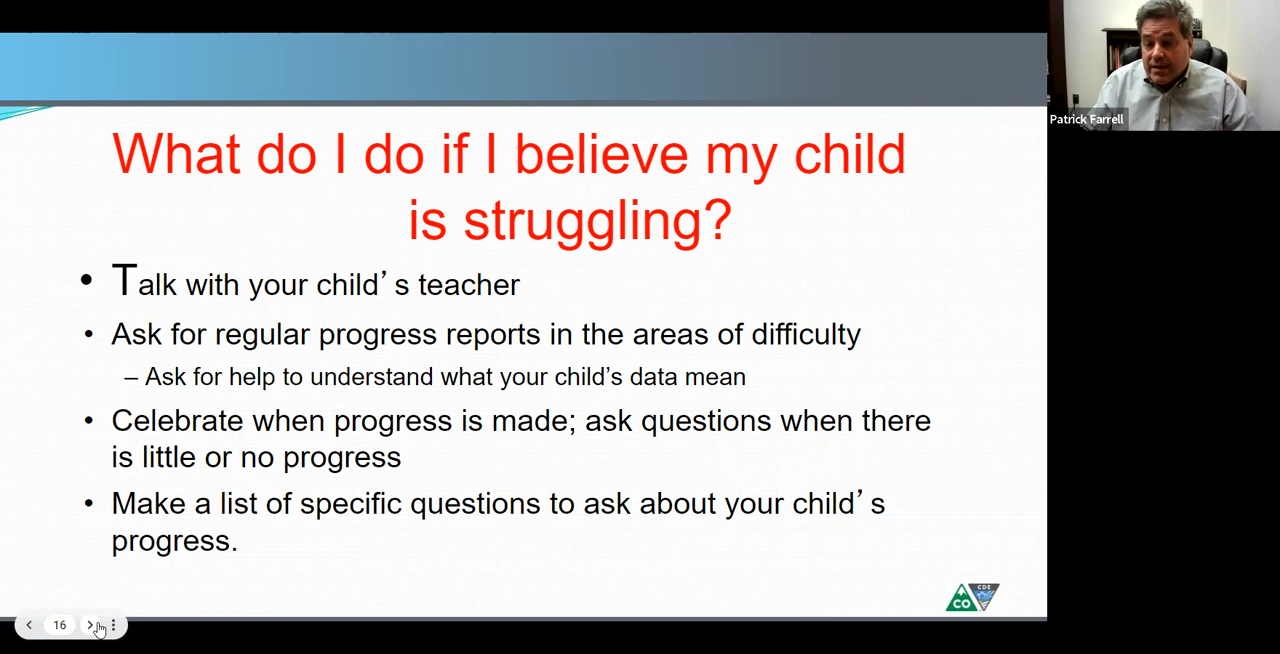 What do I do if I believe my child
is struggling?
• Talk with your child’s teacher
• Ask for regular progress reports in the areas of difficulty
– Ask for help to understand what your child’s data mean
• Celebrate when progress is made; ask questions when there
is little or no progress
• Make a list of specific questions to ask about your child’s
progress.
Patrick Farrell
CO
CDE
16